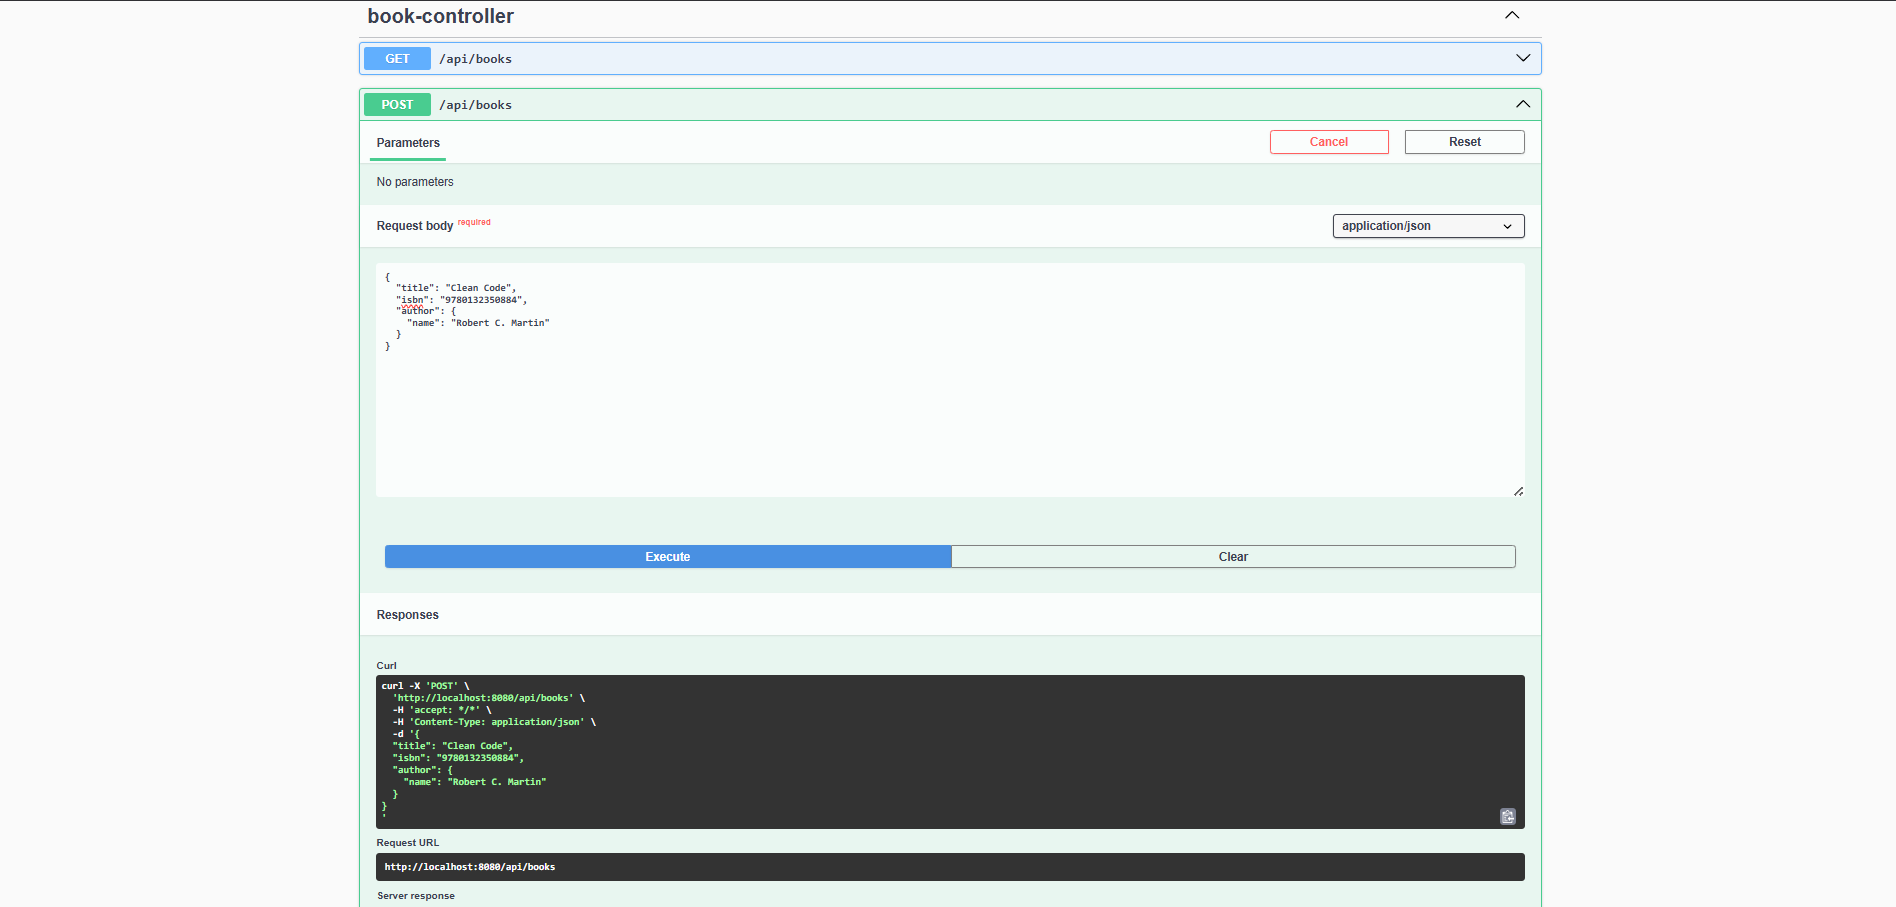 book-controller
GET /api/books
POST /api/books
Parameters Cancel Reset
No parameters
Request body required application/json
{
  "title": "Clean Code",
  "isbn": "9780132350884",
  "author": {
    "name": "Robert C. Martin"
  }
}
Execute Clear
Responses
Curl
curl -X 'POST' \
  'http://localhost:8080/api/books' \
  -H 'accept: */*' \
  -H 'Content-Type: application/json' \
  -d '{
  "title": "Clean Code",
  "isbn": "9780132350884",
  "author": {
    "name": "Robert C. Martin"
  }
}
'
Request URL
http://localhost:8080/api/books
Server response